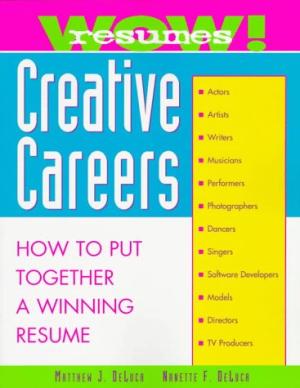 WOW!
resumes
Creative
Careers
HOW TO PUT
TOGETHER
A WINNING
RESUME
Actors
Artists
Writers
Musicians
Performers
Photographers
Dancers
Singers
Software Developers
Models
Directors
TV Producers
MATTHEW J. DELUCA NANETTE F. DELUCA